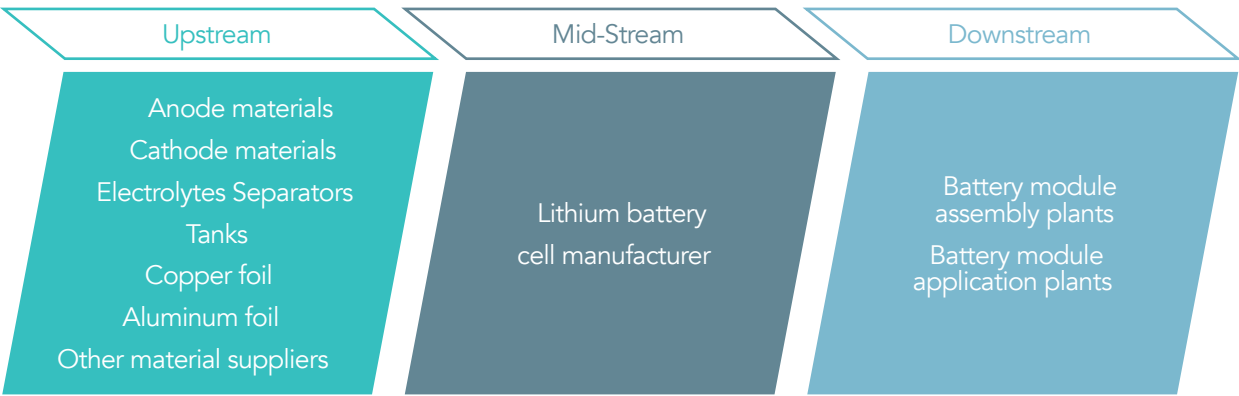 Upstream
Anode materials
Cathode materials
Electrolytes Separators
Tanks
Copper foil
Aluminum foil
Other material suppliers
Mid-Stream
Lithium battery
cell manufacturer
Downstream
Battery module
assembly plants
Battery module
application plants